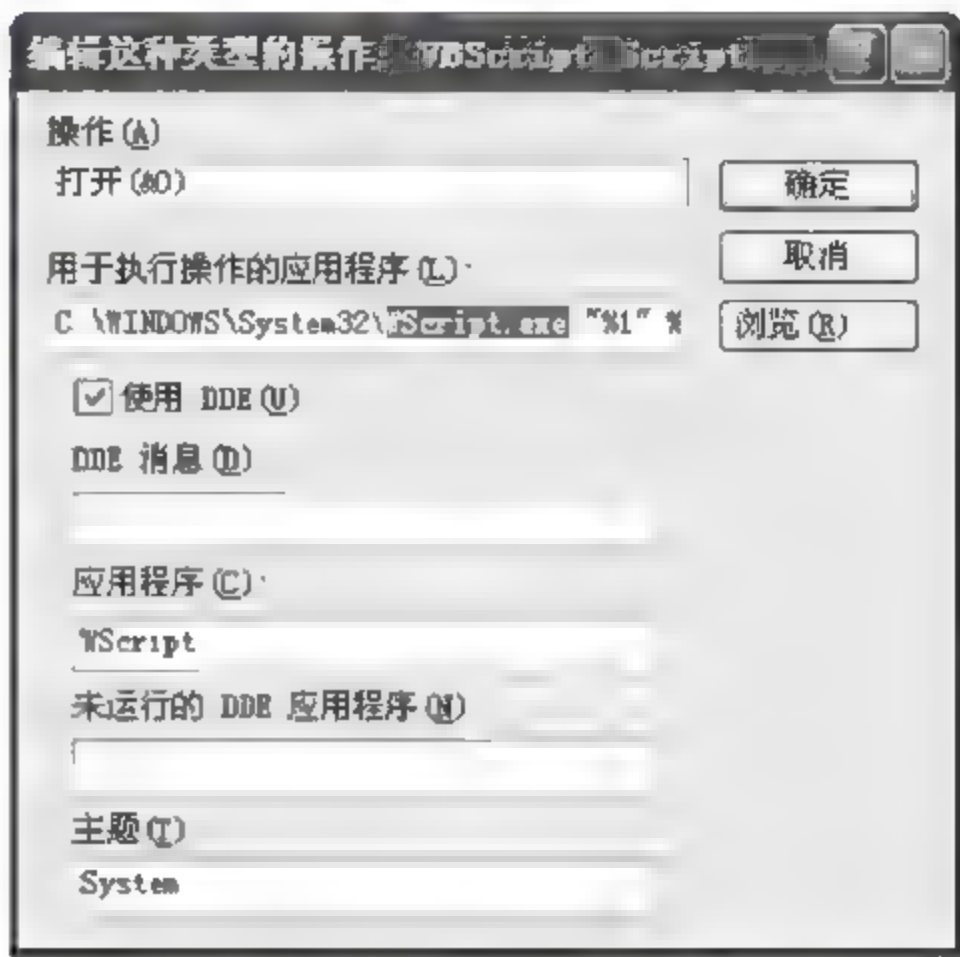 编辑这种类型的操作: VBScript Script
操作(A)
打开(&O)
确定
用于执行操作的应用程序(L):
取消
C:\WINDOWS\System32\WScript.exe "%1" %
浏览(R)
使用 DDE(U)
DDE 消息(D)
应用程序(C):
WScript
未运行的 DDE 应用程序(N)
主题(T)
System